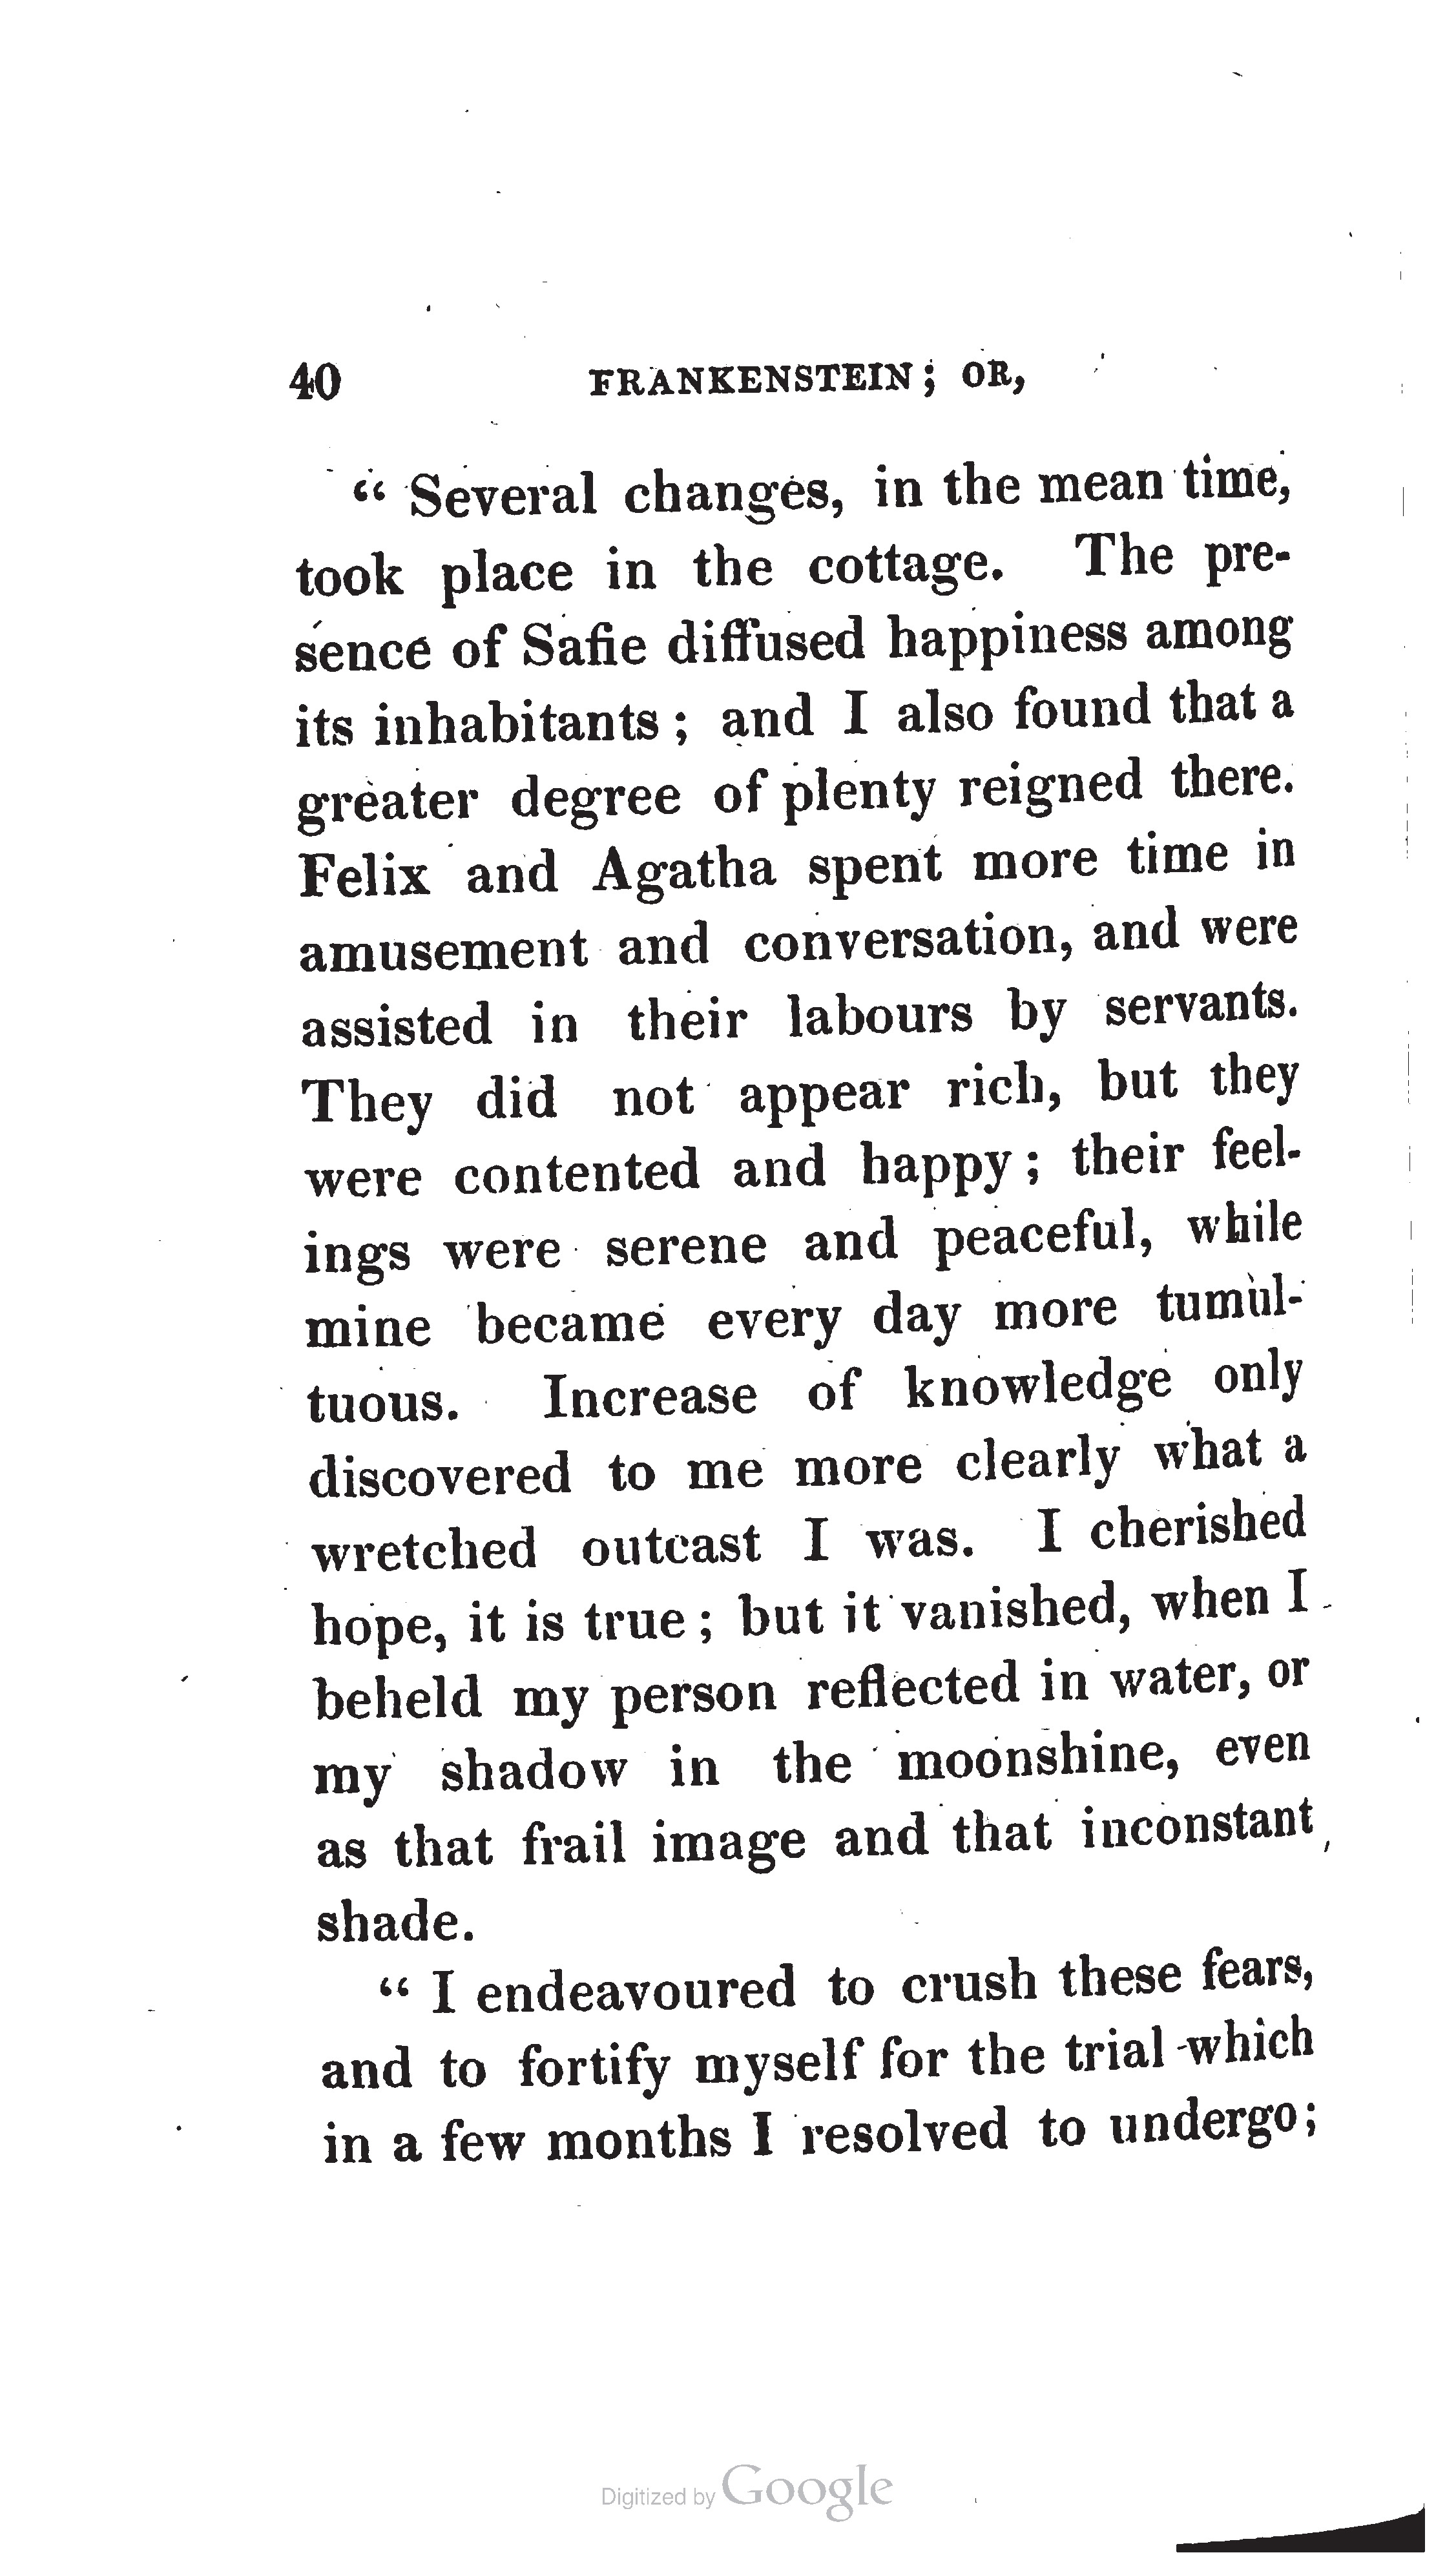 40 FRANKENSTEIN; OR,
“ Several changes, in the mean time,
took place in the cottage. The pre-
sence of Safie diffused happiness among
its inhabitants; and I also found that a
greater degree of plenty reigned there.
Felix and Agatha spent more time in
amusement and conversation, and were
assisted in their labours by servants.
They did not appear rich, but they
were contented and happy; their feel-
ings were serene and peaceful, while
mine became every day more tumul-
tuous. Increase of knowledge only
discovered to me more clearly what a
wretched outcast I was. I cherished
hope, it is true; but it vanished, when I
beheld my person reflected in water, or
my shadow in the moonshine, even
as that frail image and that inconstant
shade.
“ I endeavoured to crush these fears,
and to fortify myself for the trial which
in a few months I resolved to undergo;
Digitized by Google